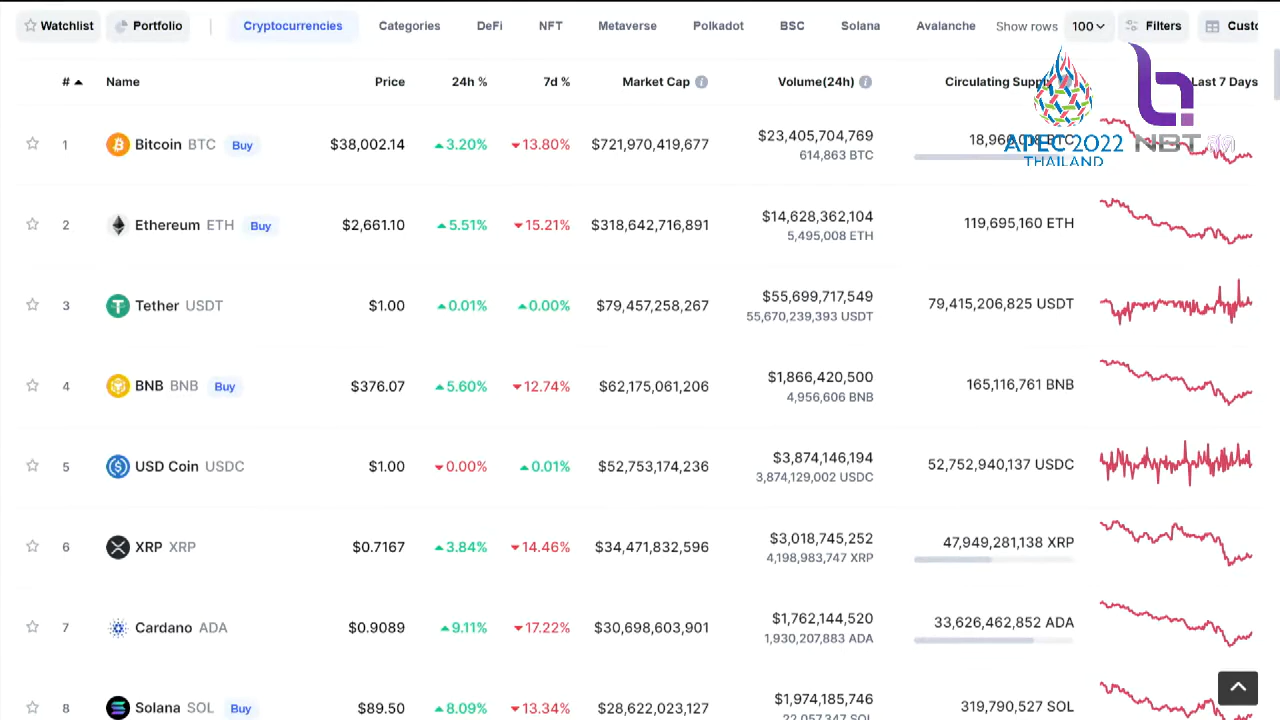 Watchlist Portfolio Cryptocurrencies Categories DeFi NFT Metaverse Polkadot BSC Solana Avalanche Show rows 100 Filters
# Name Price 24h % 7d % Market Cap Volume(24h) Circulating Supply Last 7 Days
1 Bitcoin BTC Buy $38,002.14 3.20% 13.80% $721,970,419,677 $23,405,704,769 BTC
614,863 BTC
APEC 2022 NBT
THAILAND
2 Ethereum ETH Buy $2,661.10 5.51% 15.21% $318,642,716,891 $14,628,362,104 119,695,160 ETH
5,495,008 ETH
3 Tether USDT $1.00 0.01% 0.00% $79,457,258,267 $55,699,717,549 79,415,206,825 USDT
55,670,239,393 USDT
4 BNB BNB Buy $376.07 5.60% 12.74% $62,175,061,206 $1,866,420,500 165,116,761 BNB
4,956,606 BNB
5 USD Coin USDC $1.00 0.00% 0.01% $52,753,174,236 $3,874,146,194 52,752,940,137 USDC
3,874,129,002 USDC
6 XRP XRP $0.7167 3.84% 14.46% $34,471,832,596 $3,018,745,252 47,949,281,138 XRP
4,198,983,747 XRP
7 Cardano ADA $0.9089 9.11% 17.22% $30,698,603,901 $1,762,144,520 33,626,462,852 ADA
1,930,207,883 ADA
8 Solana SOL Buy $89.50 8.09% 13.34% $28,622,023,127 $1,974,185,746 319,790,527 SOL